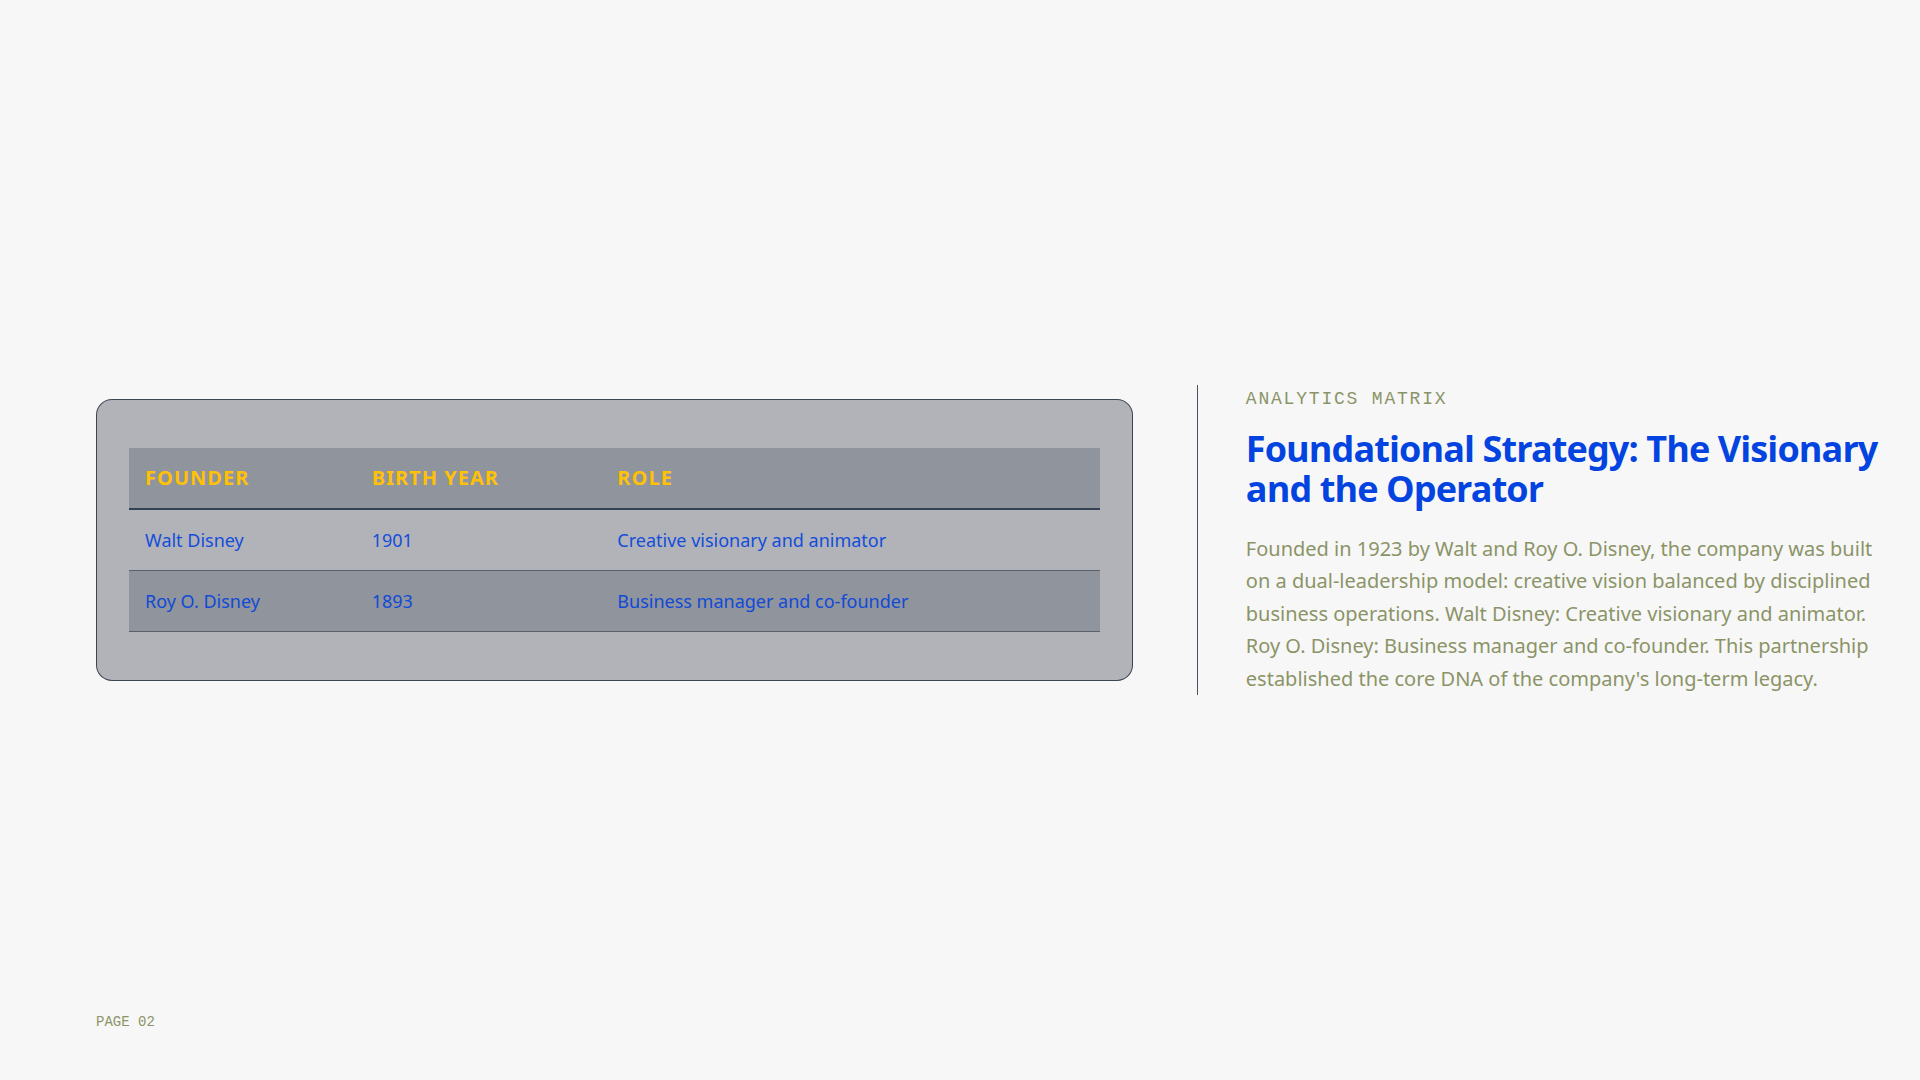 FOUNDER BIRTH YEAR ROLE
Walt Disney 1901 Creative visionary and animator
Roy O. Disney 1893 Business manager and co-founder
ANALYTICS MATRIX
Foundational Strategy: The Visionary
and the Operator
Founded in 1923 by Walt and Roy O. Disney, the company was built
on a dual-leadership model: creative vision balanced by disciplined
business operations. Walt Disney: Creative visionary and animator.
Roy O. Disney: Business manager and co-founder. This partnership
established the core DNA of the company's long-term legacy.
PAGE 02